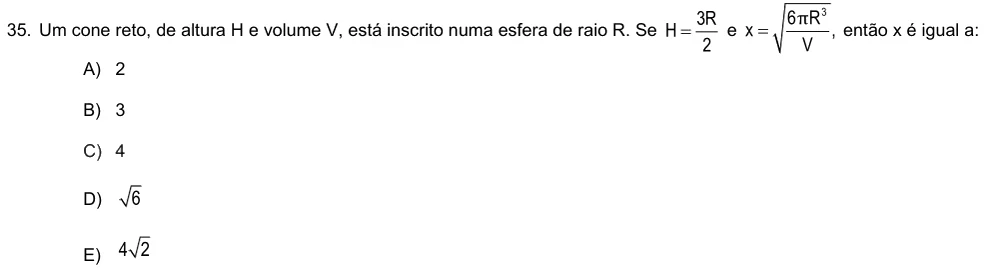 35. Um cone reto, de altura H e volume V, está inscrito numa esfera de raio R. Se H = 3R/2 e x = √(6πR³/V), então x é igual a:
A) 2
B) 3
C) 4
D) √6
E) 4√2